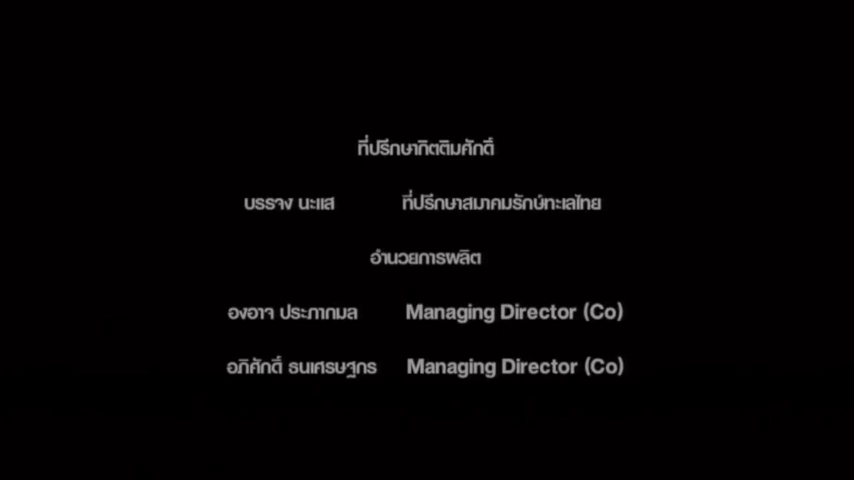 ที่ปรึกษากิตติมศักดิ์
บรรจง นะแส ที่ปรึกษาสมาคมรักษ์ทะเลไทย
อำนวยการผลิต
องอาจ ประภากมล Managing Director (Co)
อภิศักดิ์ ธนเศรษฐกร Managing Director (Co)